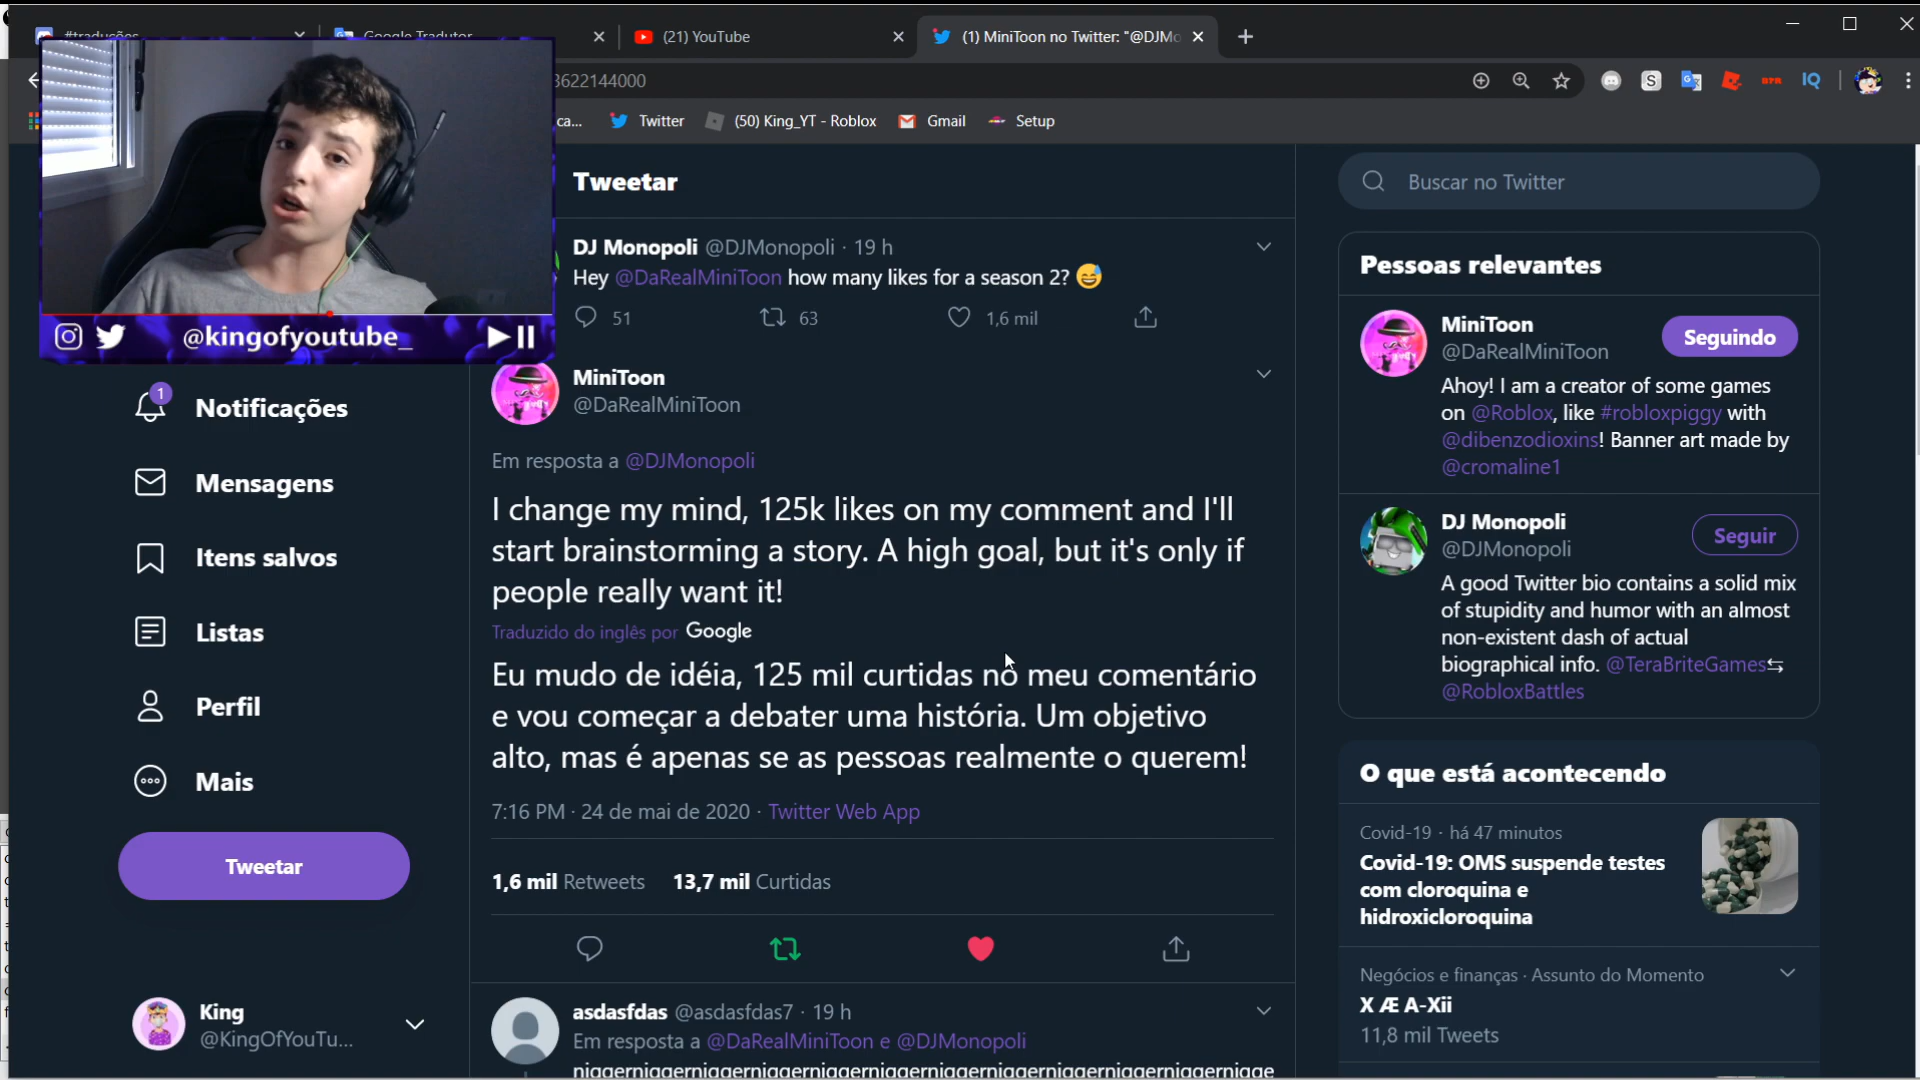 #traduções
Google Tradutor
(21) YouTube
(1) MiniToon no Twitter: "@DJMo
3622144000
ca...
Twitter
(50) King_YT - Roblox
Gmail
Setup
@kingofyoutube_
1
Notificações
Mensagens
Itens salvos
Listas
Perfil
Mais
Tweetar
King
@KingOfYouTu...
Tweetar
DJ Monopoli @DJMonopoli · 19 h
Hey @DaRealMiniToon how many likes for a season 2? 😅
51
63
1,6 mil
MiniToon
@DaRealMiniToon
Em resposta a @DJMonopoli
I change my mind, 125k likes on my comment and I'll
start brainstorming a story. A high goal, but it's only if
people really want it!
Traduzido do inglês por Google
Eu mudo de idéia, 125 mil curtidas no meu comentário
e vou começar a debater uma história. Um objetivo
alto, mas é apenas se as pessoas realmente o querem!
7:16 PM · 24 de mai de 2020 · Twitter Web App
1,6 mil Retweets 13,7 mil Curtidas
asdasfdas @asdasfdas7 · 19 h
Em resposta a @DaRealMiniToon e @DJMonopoli
Buscar no Twitter
Pessoas relevantes
MiniToon
@DaRealMiniToon
Seguindo
Ahoy! I am a creator of some games
on @Roblox, like #robloxpiggy with
@dibenzodioxins! Banner art made by
@cromaline1
DJ Monopoli
@DJMonopoli
Seguir
A good Twitter bio contains a solid mix
of stupidity and humor with an almost
non-existent dash of actual
biographical info. @TeraBriteGames⇆
@RobloxBattles
O que está acontecendo
Covid-19 · há 47 minutos
Covid-19: OMS suspende testes
com cloroquina e
hidroxicloroquina
Negócios e finanças · Assunto do Momento
X Æ A-Xii
11,8 mil Tweets